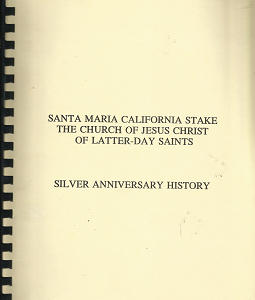 SANTA MARIA CALIFORNIA STAKE
THE CHURCH OF JESUS CHRIST
OF LATTER-DAY SAINTS
SILVER ANNIVERSARY HISTORY